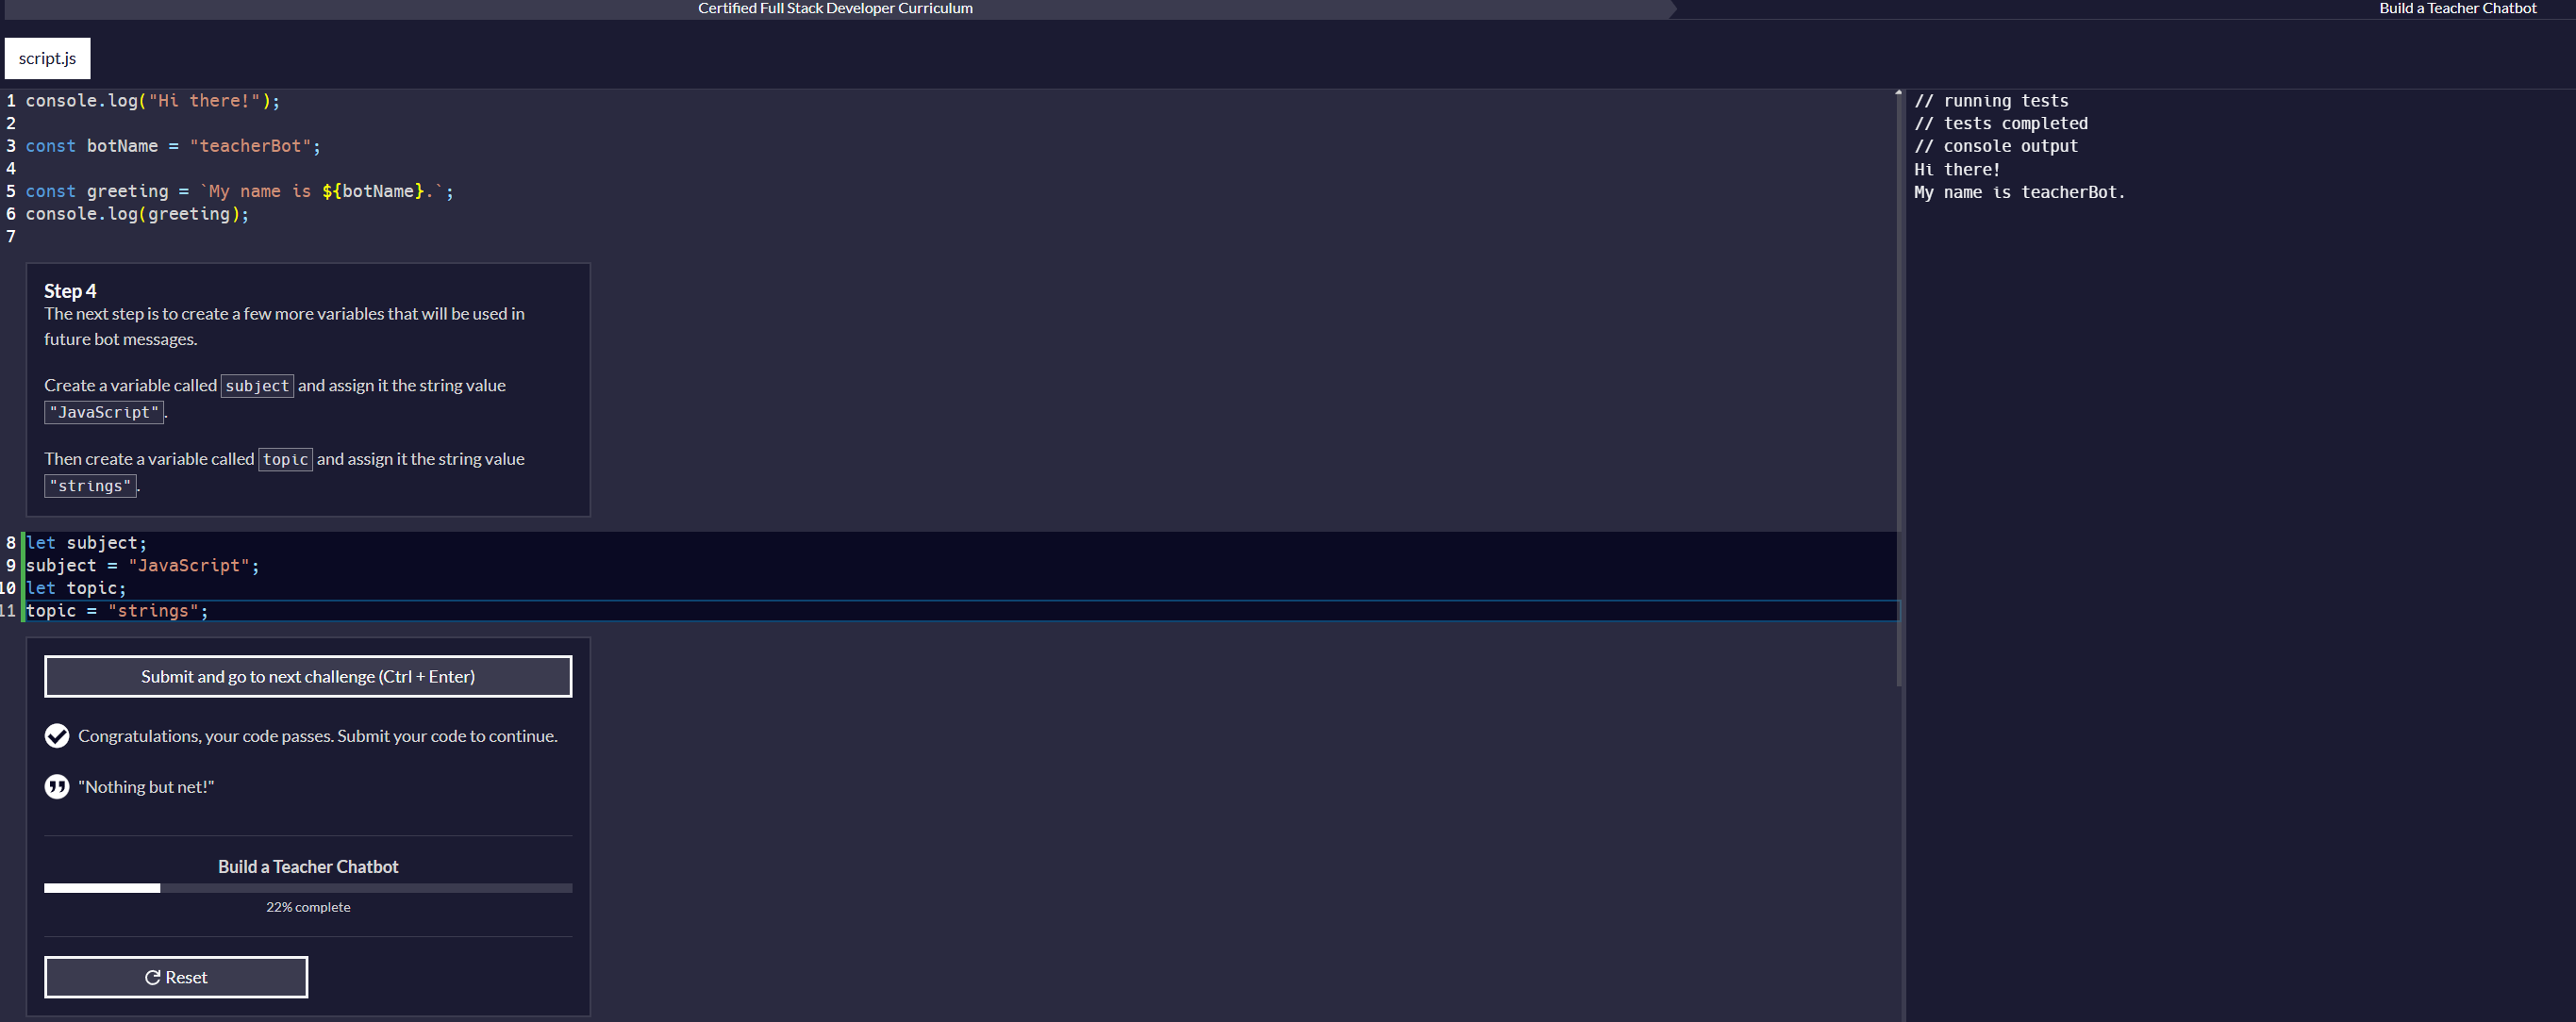 Certified Full Stack Developer Curriculum
Build a Teacher Chatbot
script.js
1 console.log("Hi there!");
2
3 const botName = "teacherBot";
4
5 const greeting = `My name is ${botName}.`;
6 console.log(greeting);
7
Step 4
The next step is to create a few more variables that will be used in
future bot messages.
Create a variable called subject and assign it the string value
"JavaScript".
Then create a variable called topic and assign it the string value
"strings".
8 let subject;
9 subject = "JavaScript";
10 let topic;
11 topic = "strings";
Submit and go to next challenge (Ctrl + Enter)
Congratulations, your code passes. Submit your code to continue.
"Nothing but net!"
Build a Teacher Chatbot
22% complete
Reset
// running tests
// tests completed
// console output
Hi there!
My name is teacherBot.